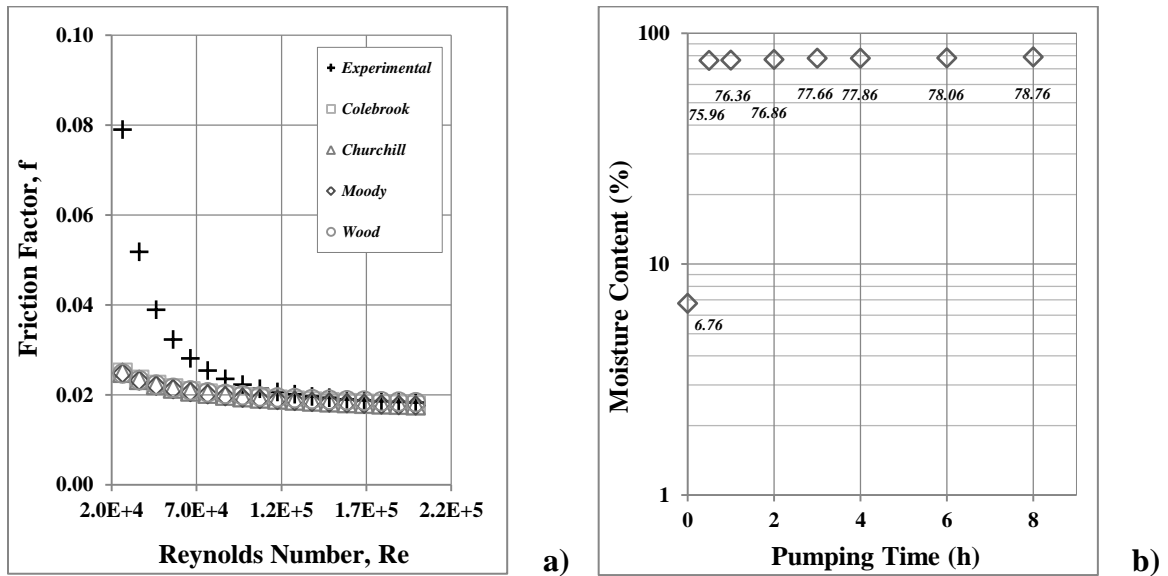 0.10
0.08
0.06
0.04
0.02
0.00
Friction Factor, f
Experimental
Colebrook
Churchill
Moody
Wood
2.0E+4 7.0E+4 1.2E+5 1.7E+5 2.2E+5
Reynolds Number, Re
a)
100
10
1
Moisture Content (%)
75.96 76.36 76.86 77.66 77.86 78.06 78.76
6.76
0 2 4 6 8
Pumping Time (h)
b)